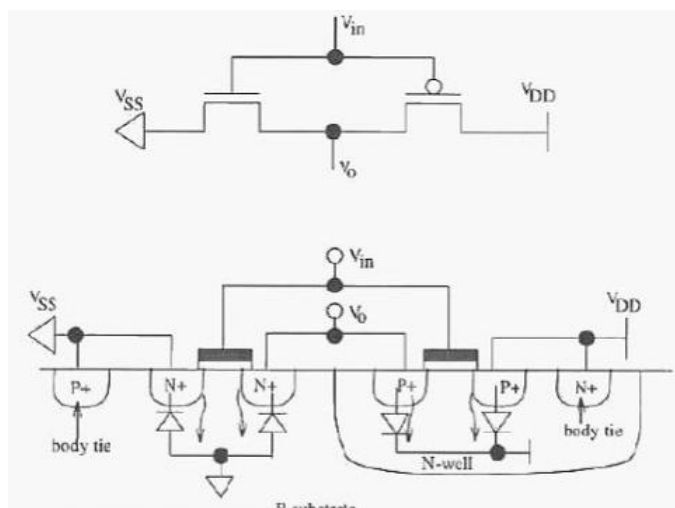 Vin
VSS
VDD
Vo
Vin
VSS
Vo
VDD
P+
N+
N+
P+
P+
N+
body tie
body tie
N-well